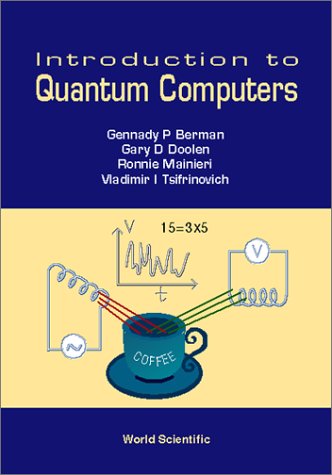 Introduction to
Quantum Computers
Gennady P Berman
Gary D Doolen
Ronnie Mainieri
Vladimir I Tsifrinovich
15=3x5
V
V
t
~
COFFEE
World Scientific